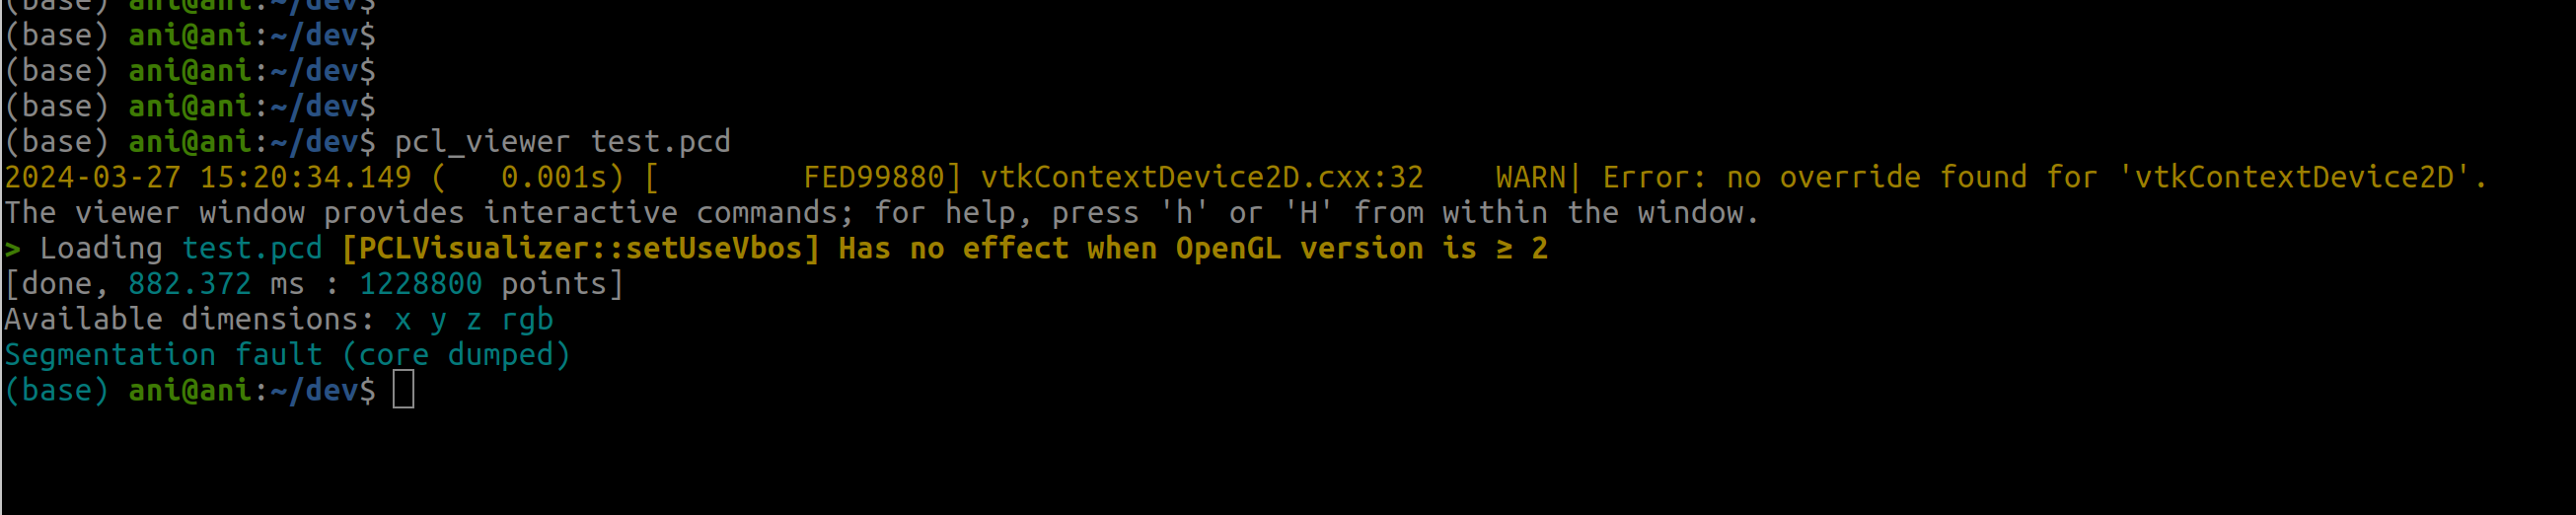 (base) ani@ani:~/dev$
(base) ani@ani:~/dev$
(base) ani@ani:~/dev$
(base) ani@ani:~/dev$
(base) ani@ani:~/dev$ pcl_viewer test.pcd
2024-03-27 15:20:34.149 (   0.001s) [        FED99880] vtkContextDevice2D.cxx:32    WARN| Error: no override found for 'vtkContextDevice2D'.
The viewer window provides interactive commands; for help, press 'h' or 'H' from within the window.
> Loading test.pcd [PCLVisualizer::setUseVbos] Has no effect when OpenGL version is ≥ 2
[done, 882.372 ms : 1228800 points]
Available dimensions: x y z rgb
Segmentation fault (core dumped)
(base) ani@ani:~/dev$